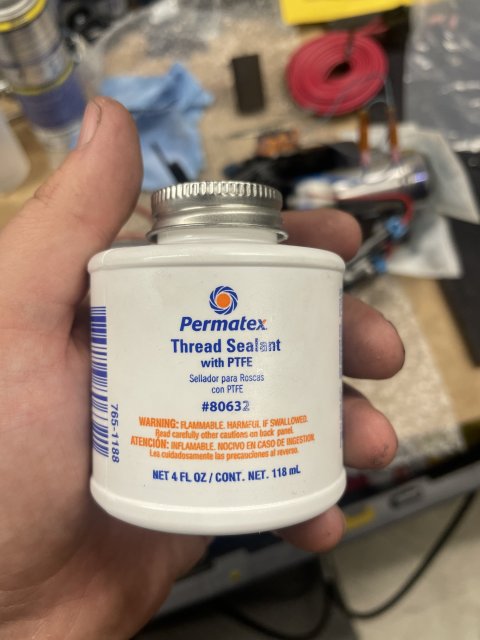 Permatex
Thread Sealant
with PTFE
Sellador para Roscas
con PTFE
#80632
WARNING: FLAMMABLE. HARMFUL IF SWALLOWED.
Read carefully other cautions on back panel.
ATENCIÓN: INFLAMABLE. NOCIVO EN CASO DE INGESTION.
Lea cuidadosamente las precauciones al reverso.
NET 4 FL OZ / CONT. NET. 118 mL
765-1188